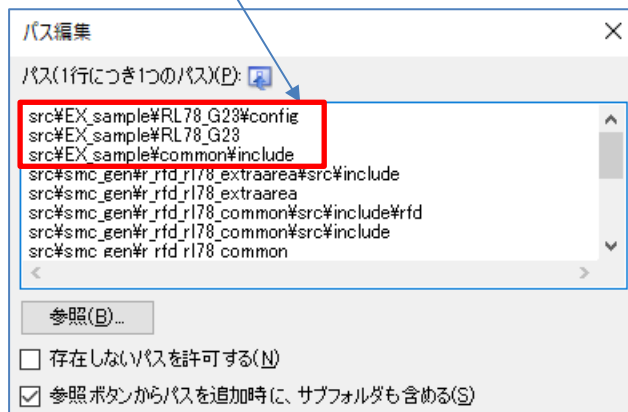 パス編集
パス(1行につき1つのパス)(P):
src¥EX_sample¥RL78_G23¥config
src¥EX_sample¥RL78_G23
src¥EX_sample¥common¥include
src¥smc_gen¥r_rfd_rl78_extraarea¥src¥include
src¥smc_gen¥r_rfd_rl78_extraarea
src¥smc_gen¥r_rfd_rl78_common¥src¥include¥rfd
src¥smc_gen¥r_rfd_rl78_common¥src¥include
src¥smc_gen¥r_rfd_rl78_common
参照(B)...
存在しないパスを許可する(N)
参照ボタンからパスを追加時に、サブフォルダも含める(S)